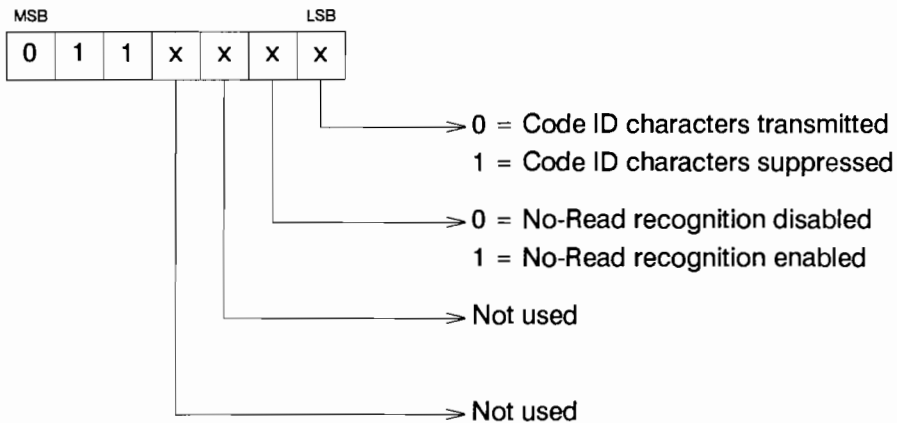 MSB LSB
0 1 1 x x x x
0 = Code ID characters transmitted
1 = Code ID characters suppressed
0 = No-Read recognition disabled
1 = No-Read recognition enabled
Not used
Not used